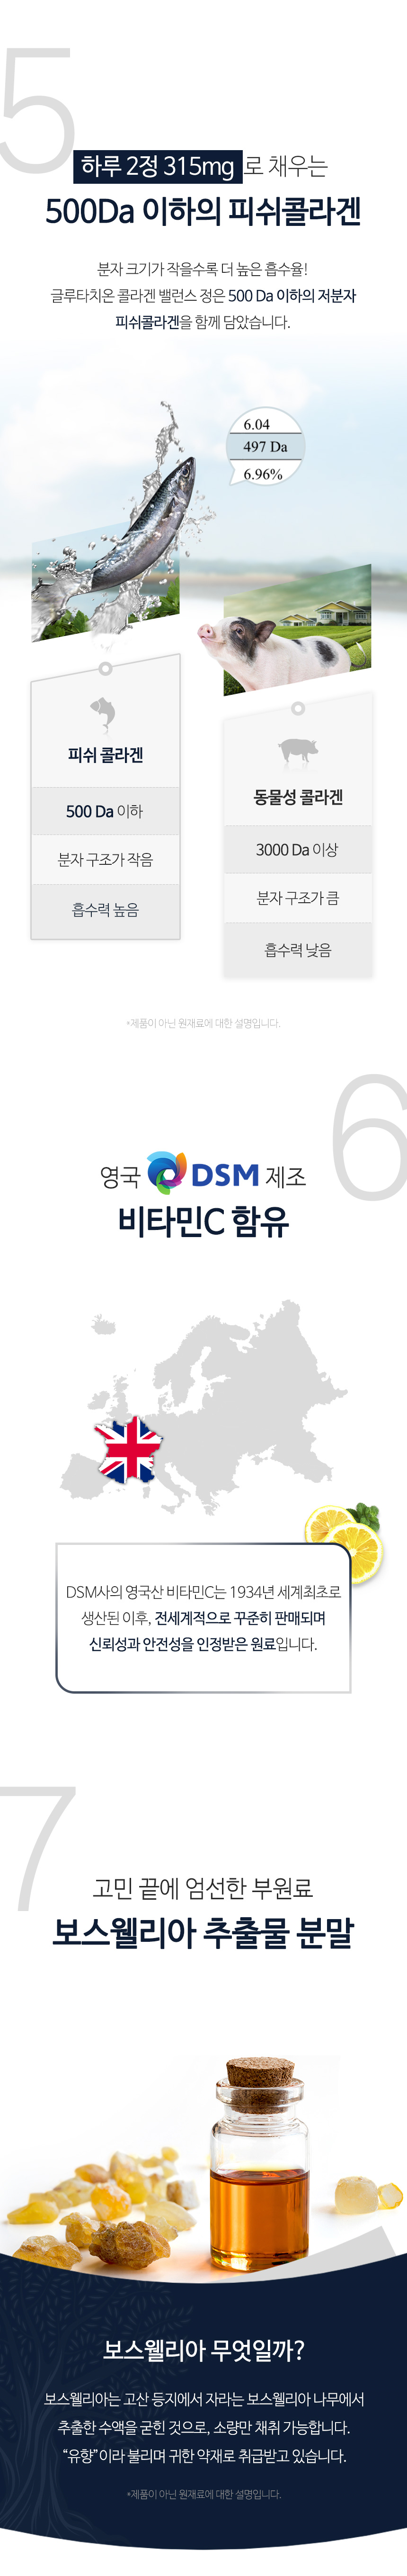 5
하루 2정 315mg 로 채우는
500Da 이하의 피쉬콜라겐
분자 크기가 작을수록 더 높은 흡수율!
글루타치온 콜라겐 밸런스 정은 500 Da 이하의 저분자
피쉬콜라겐을 함께 담았습니다.
6.04
497 Da
6.96%
피쉬 콜라겐
500 Da 이하
분자 구조가 작음
흡수력 높음
동물성 콜라겐
3000 Da 이상
분자 구조가 큼
흡수력 낮음
*제품이 아닌 원재료에 대한 설명입니다.
6
영국 DSM 제조
비타민C 함유
DSM사의 영국산 비타민C는 1934년 세계최초로
생산된 이후, 전세계적으로 꾸준히 판매되며
신뢰성과 안전성을 인정받은 원료입니다.
7
고민 끝에 엄선한 부원료
보스웰리아 추출물 분말
보스웰리아 무엇일까?
보스웰리아는 고산 등지에서 자라는 보스웰리아 나무에서
추출한 수액을 굳힌 것으로, 소량만 채취 가능합니다.
“유향”이라 불리며 귀한 약재로 취급받고 있습니다.
*제품이 아닌 원재료에 대한 설명입니다.